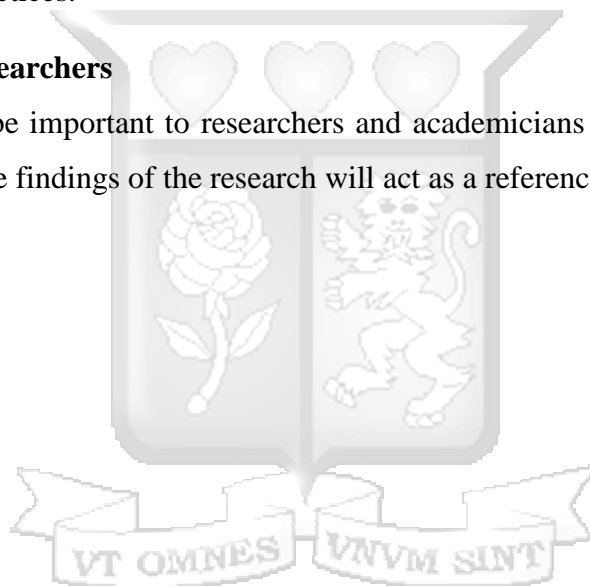 earchers
be important to researchers and academicians
e findings of the research will act as a referenc
VT OMNES VNVM SINT